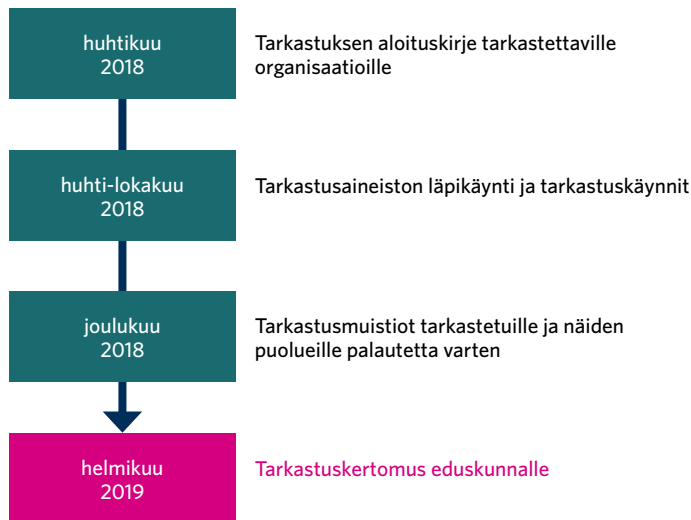 huhtikuu
2018
Tarkastuksen aloituskirje tarkastettaville
organisaatioille
huhti-lokakuu
2018
Tarkastusaineiston läpikäynti ja tarkastuskäynnit
joulukuu
2018
Tarkastusmuistiot tarkastetuille ja näiden
puolueille palautetta varten
helmikuu
2019
Tarkastuskertomus eduskunnalle